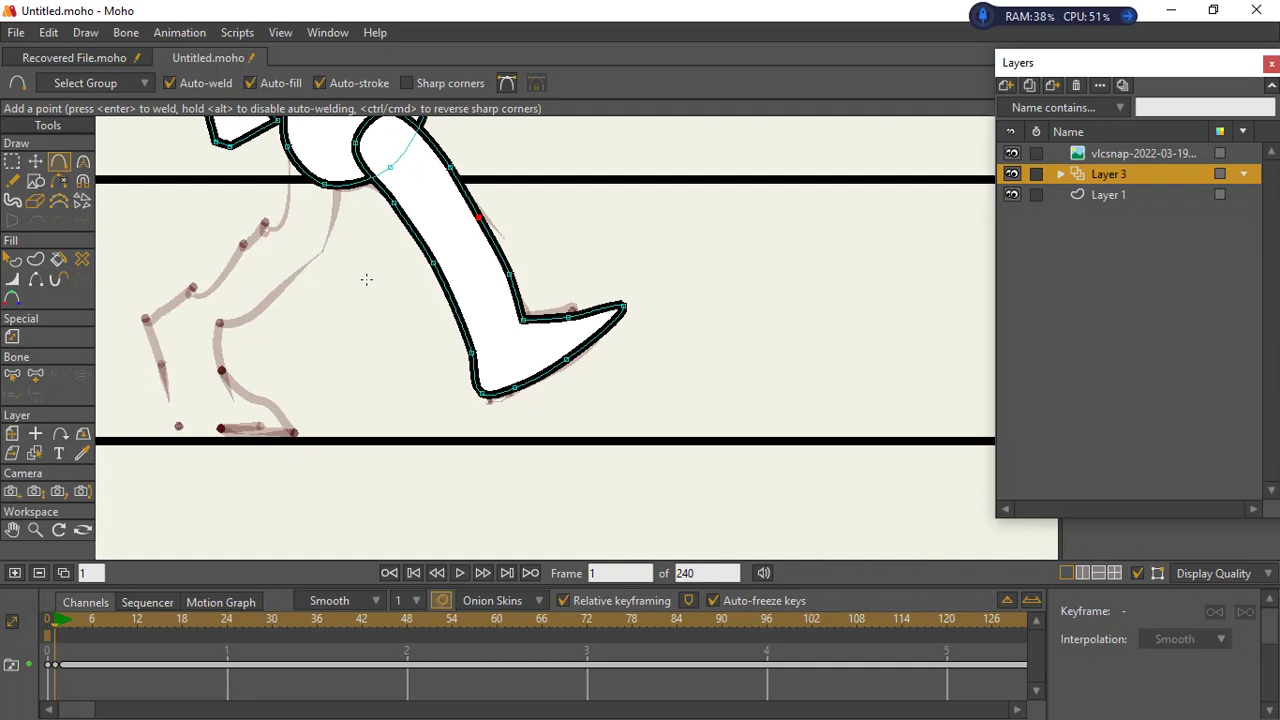 Untitled.moho - Moho
RAM:38% CPU:51%
File Edit Draw Bone Animation Scripts View Window Help
Recovered File.moho Untitled.moho
Select Group Auto-weld Auto-fill Auto-stroke Sharp corners
Add a point (press <enter> to weld, hold <alt> to disable auto-welding, <ctrl/cmd> to reverse sharp corners)
Tools
Draw
Fill
Special
Bone
Layer
Camera
Workspace
Layers
Name contains...
Name
vlcsnap-2022-03-19...
Layer 3
Layer 1
1 Frame 1 of 240 Display Quality
Channels Sequencer Motion Graph Smooth 1 Onion Skins Relative keyframing Auto-freeze keys
0 6 12 18 24 30 36 42 48 54 60 66 72 78 84 90 96 102 108 114 120 126
0 1 2 3 4 5
Keyframe: -
Interpolation: Smooth